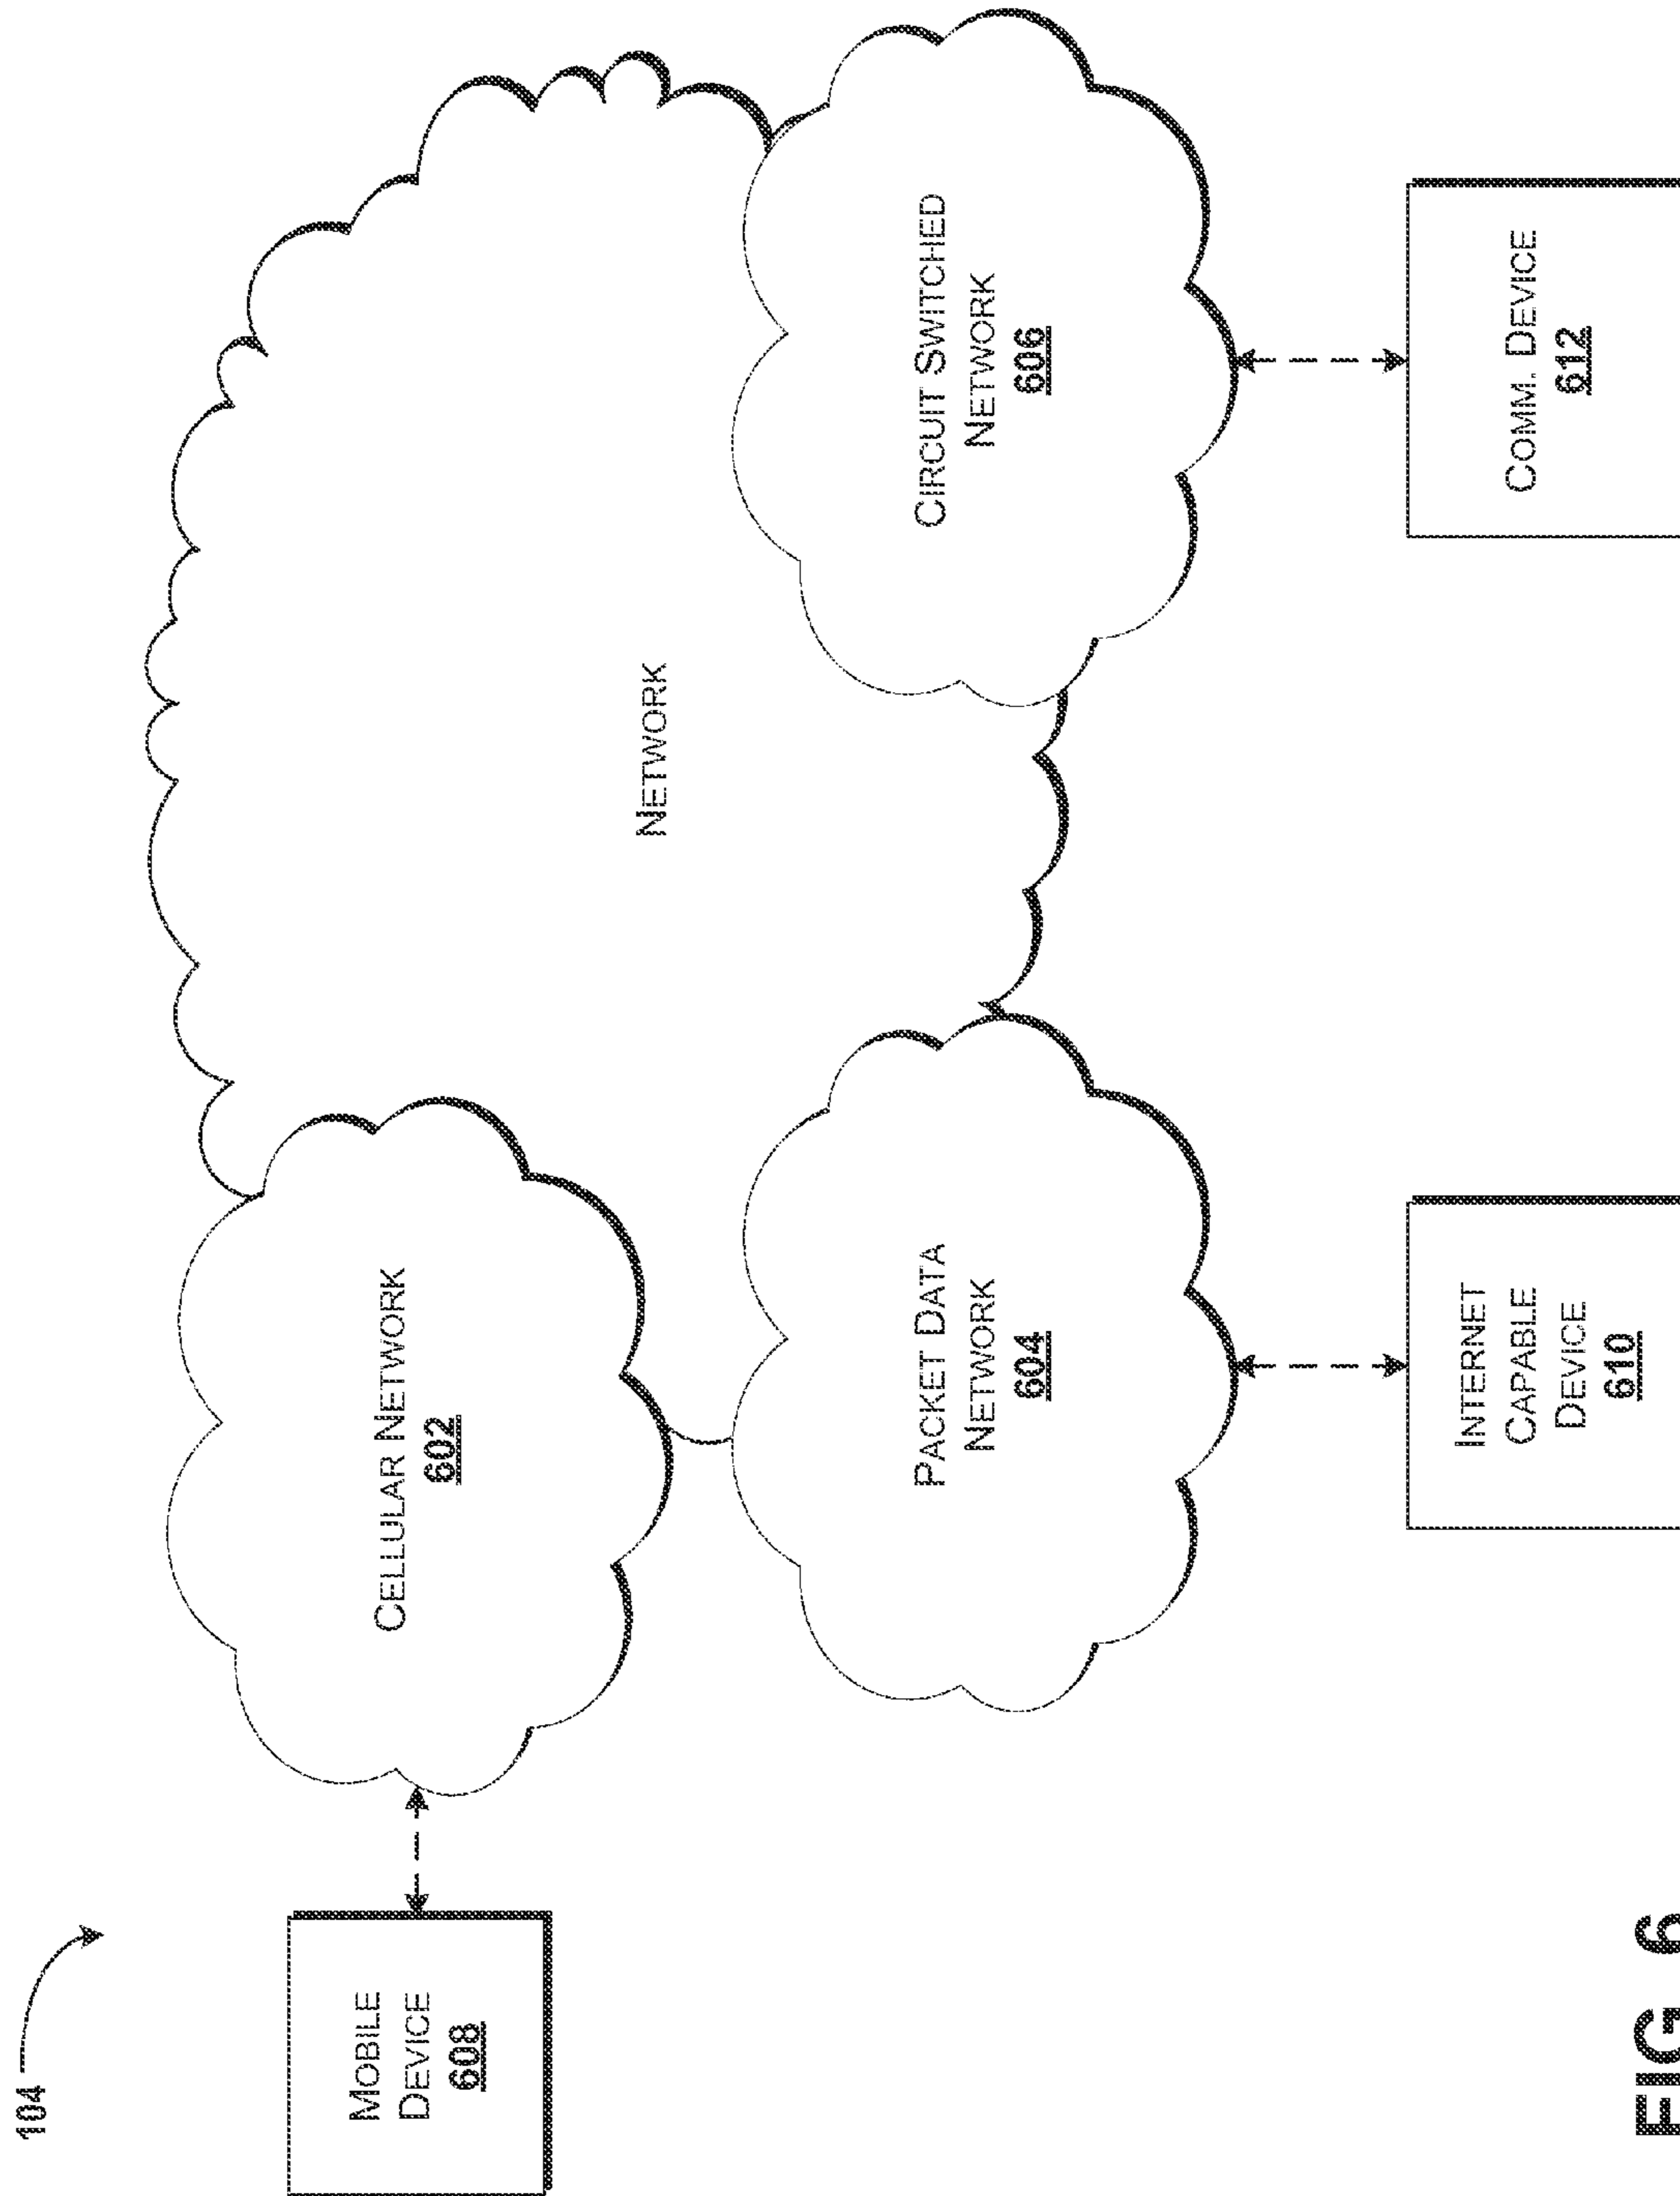 104
MOBILE
DEVICE
608
CELLULAR NETWORK
602
NETWORK
PACKET DATA
NETWORK
604
CIRCUIT SWITCHED
NETWORK
606
INTERNET
CAPABLE
DEVICE
610
COMM. DEVICE
612
FIG. 6